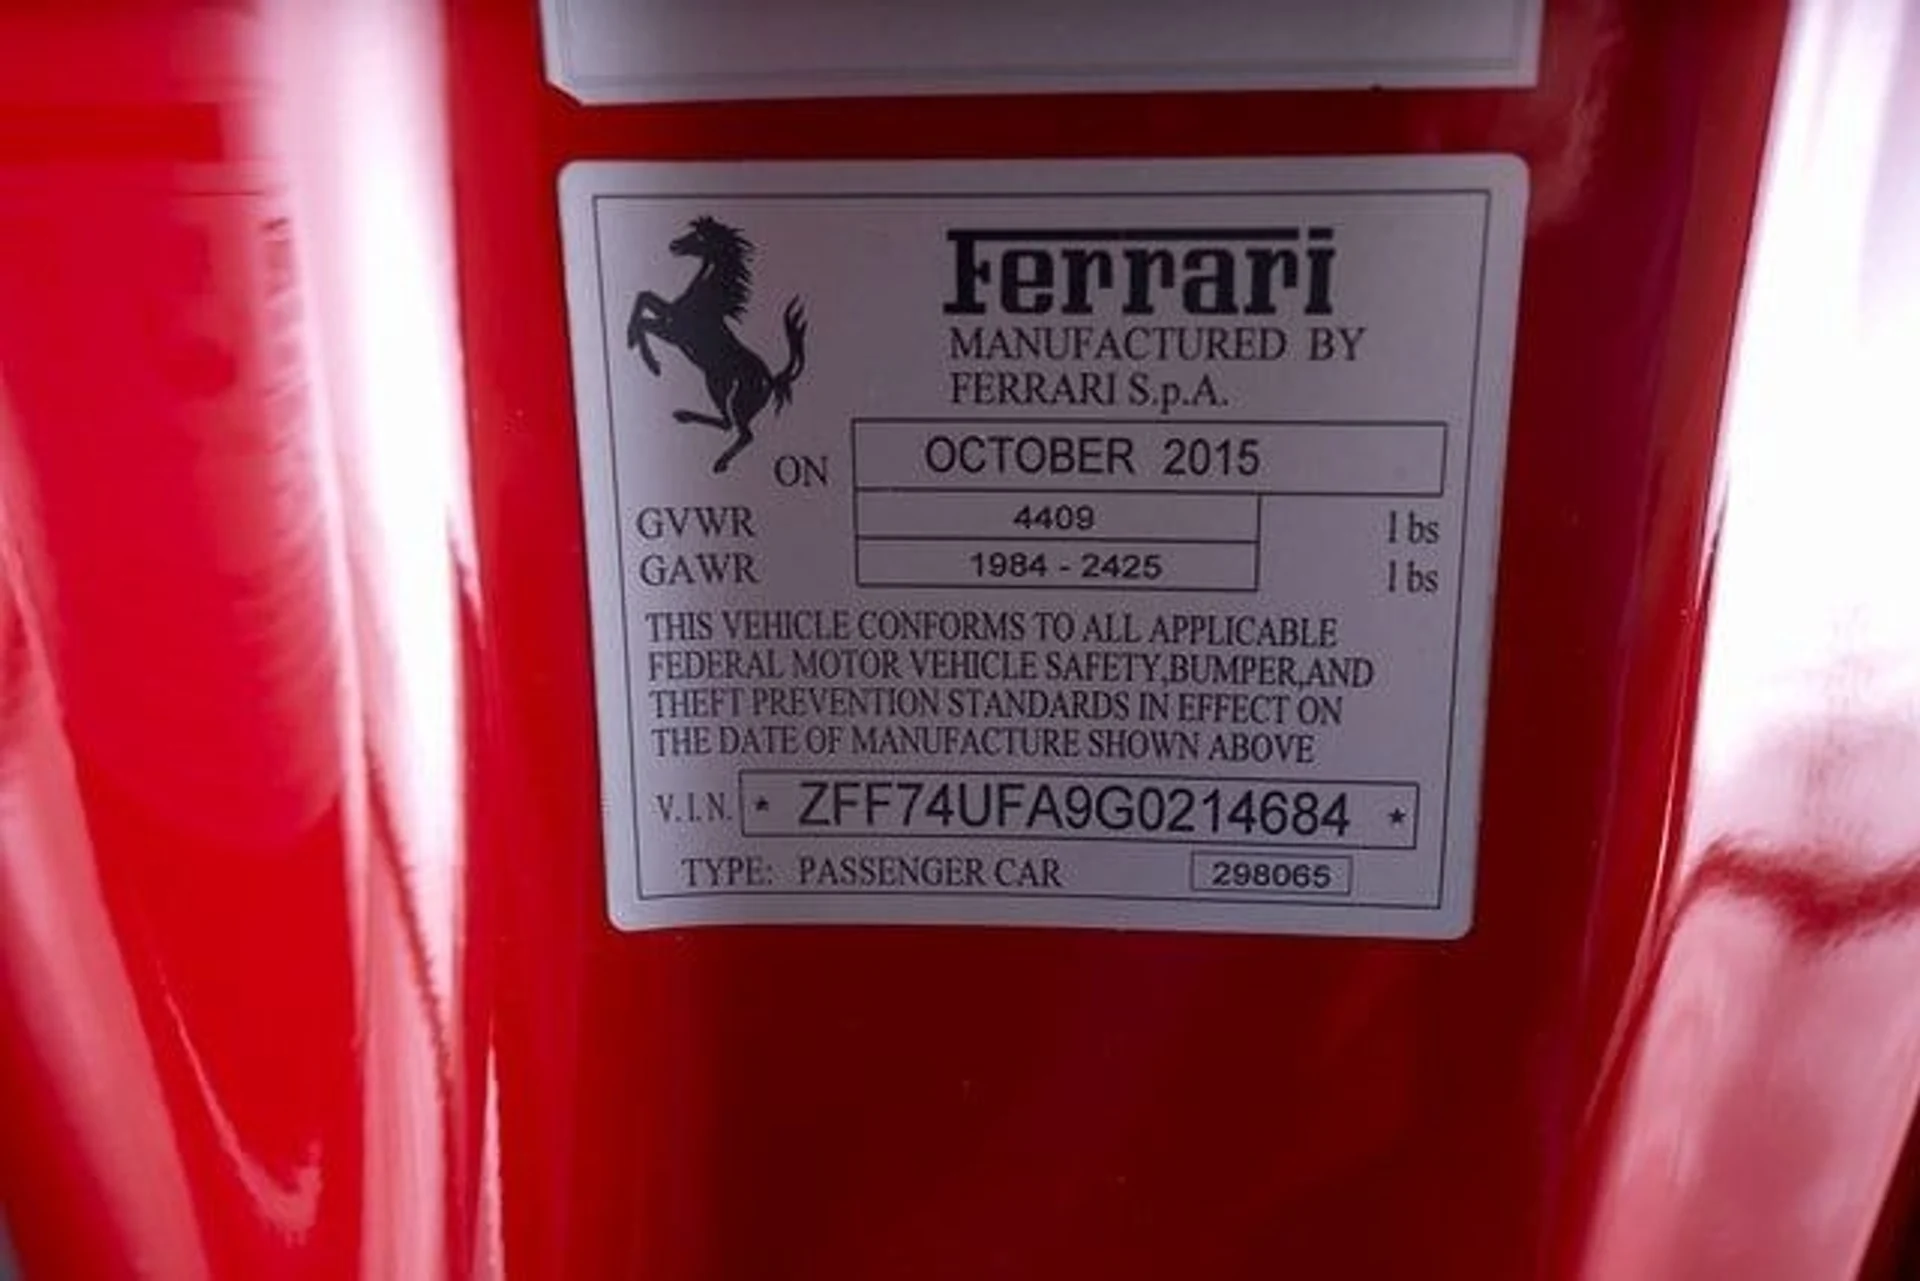 Ferrari
MANUFACTURED BY
FERRARI S.p.A.
ON OCTOBER 2015
GVWR 4409 lbs
GAWR 1984 - 2425 lbs
THIS VEHICLE CONFORMS TO ALL APPLICABLE
FEDERAL MOTOR VEHICLE SAFETY,BUMPER,AND
THEFT PREVENTION STANDARDS IN EFFECT ON
THE DATE OF MANUFACTURE SHOWN ABOVE
V.I.N. * ZFF74UFA9G0214684 *
TYPE: PASSENGER CAR 298065